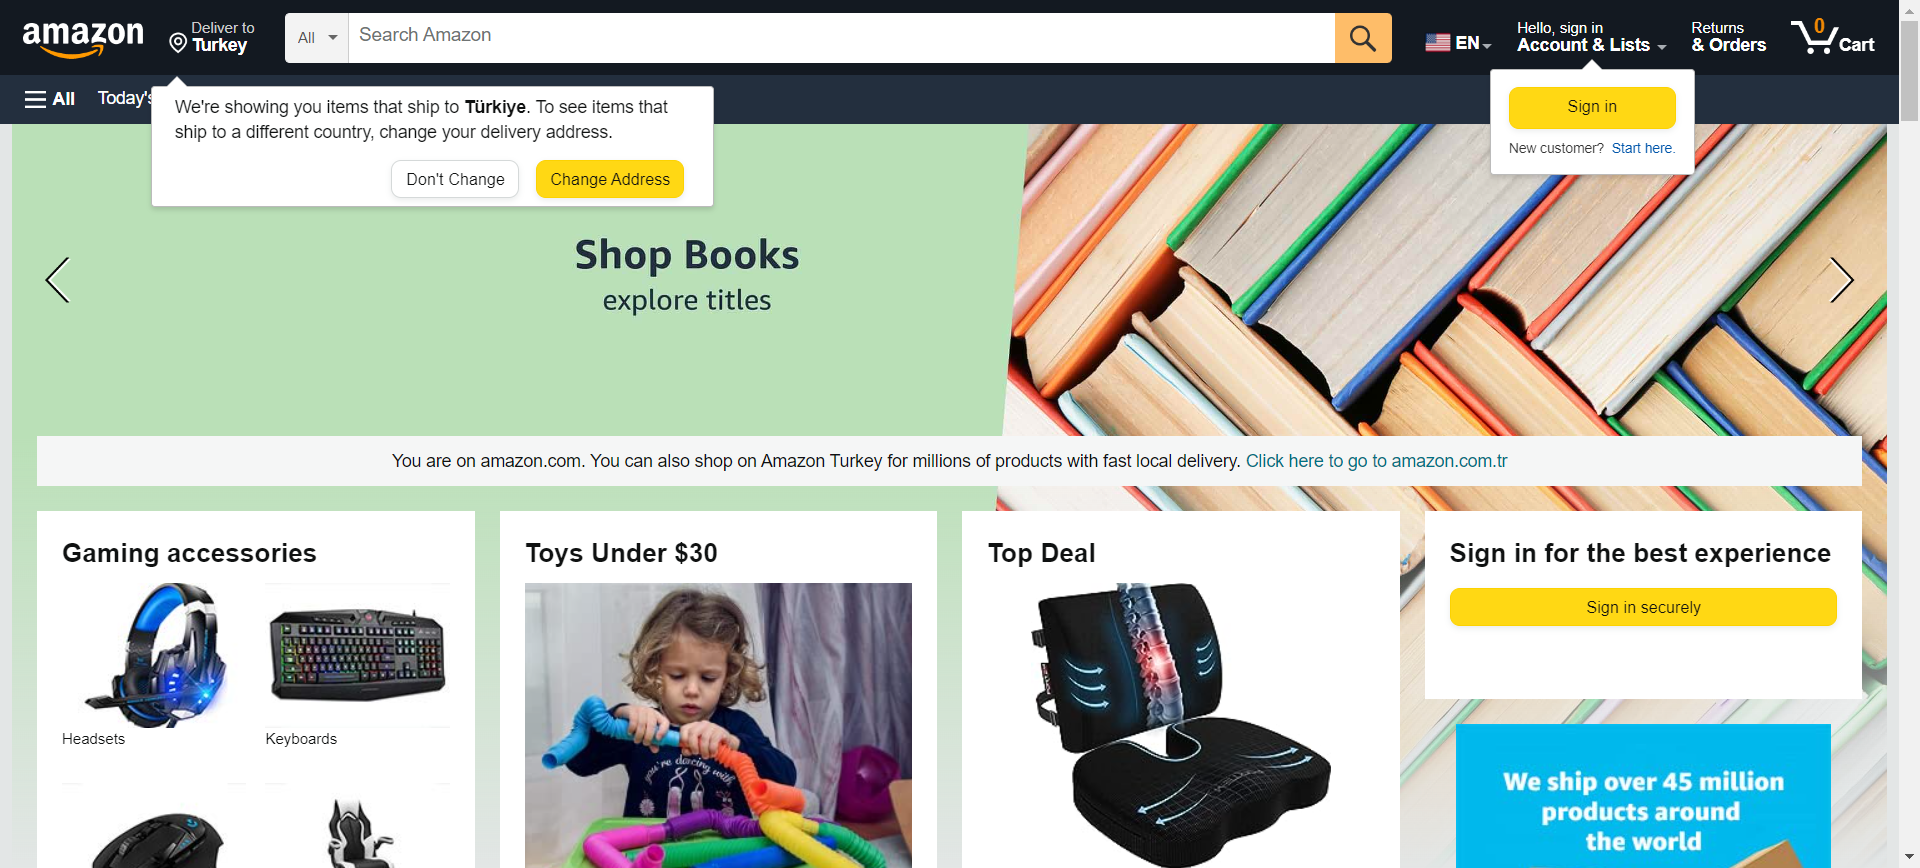 amazon
Deliver to
Turkey
All
Search Amazon
EN
Hello, sign in
Account & Lists
Returns
& Orders
0
Cart
All
Today's
We're showing you items that ship to Türkiye. To see items that
ship to a different country, change your delivery address.
Don't Change
Change Address
Sign in
New customer? Start here.
Shop Books
explore titles
You are on amazon.com. You can also shop on Amazon Turkey for millions of products with fast local delivery. Click here to go to amazon.com.tr
Gaming accessories
Headsets
Keyboards
Toys Under $30
you're dancing with
Top Deal
Sign in for the best experience
Sign in securely
We ship over 45 million
products around
the world